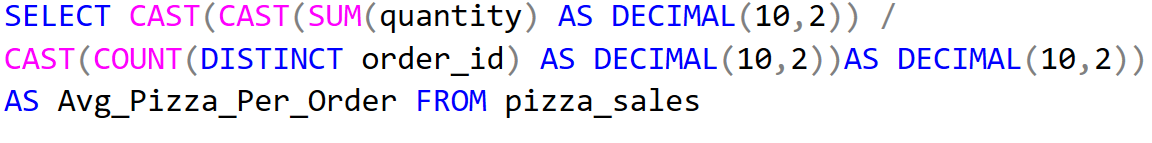 SELECT CAST(CAST(SUM(quantity) AS DECIMAL(10,2)) /
CAST(COUNT(DISTINCT order_id) AS DECIMAL(10,2))AS DECIMAL(10,2))
AS Avg_Pizza_Per_Order FROM pizza_sales